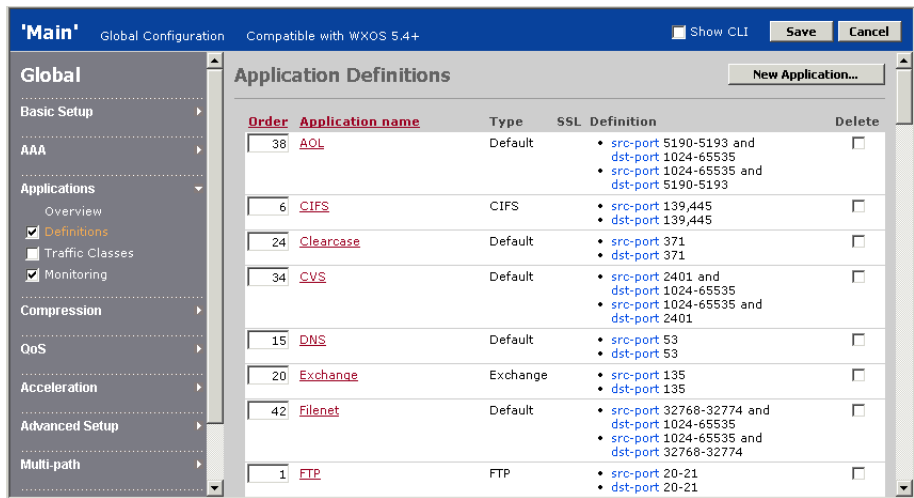 'Main' Global Configuration Compatible with WXOS 5.4+ Show CLI Save Cancel
Global
Basic Setup
AAA
Applications
Overview
Definitions
Traffic Classes
Monitoring
Compression
QoS
Acceleration
Advanced Setup
Multi-path
Application Definitions New Application...
Order Application name Type SSL Definition Delete
38 AOL Default • src-port 5190-5193 and
dst-port 1024-65535
• src-port 1024-65535 and
dst-port 5190-5193
6 CIFS CIFS • src-port 139,445
• dst-port 139,445
24 Clearcase Default • src-port 371
• dst-port 371
34 CVS Default • src-port 2401 and
dst-port 1024-65535
• src-port 1024-65535 and
dst-port 2401
15 DNS Default • src-port 53
• dst-port 53
20 Exchange Exchange • src-port 135
• dst-port 135
42 Filenet Default • src-port 32768-32774 and
dst-port 1024-65535
• src-port 1024-65535 and
dst-port 32768-32774
1 FTP FTP • src-port 20-21
• dst-port 20-21